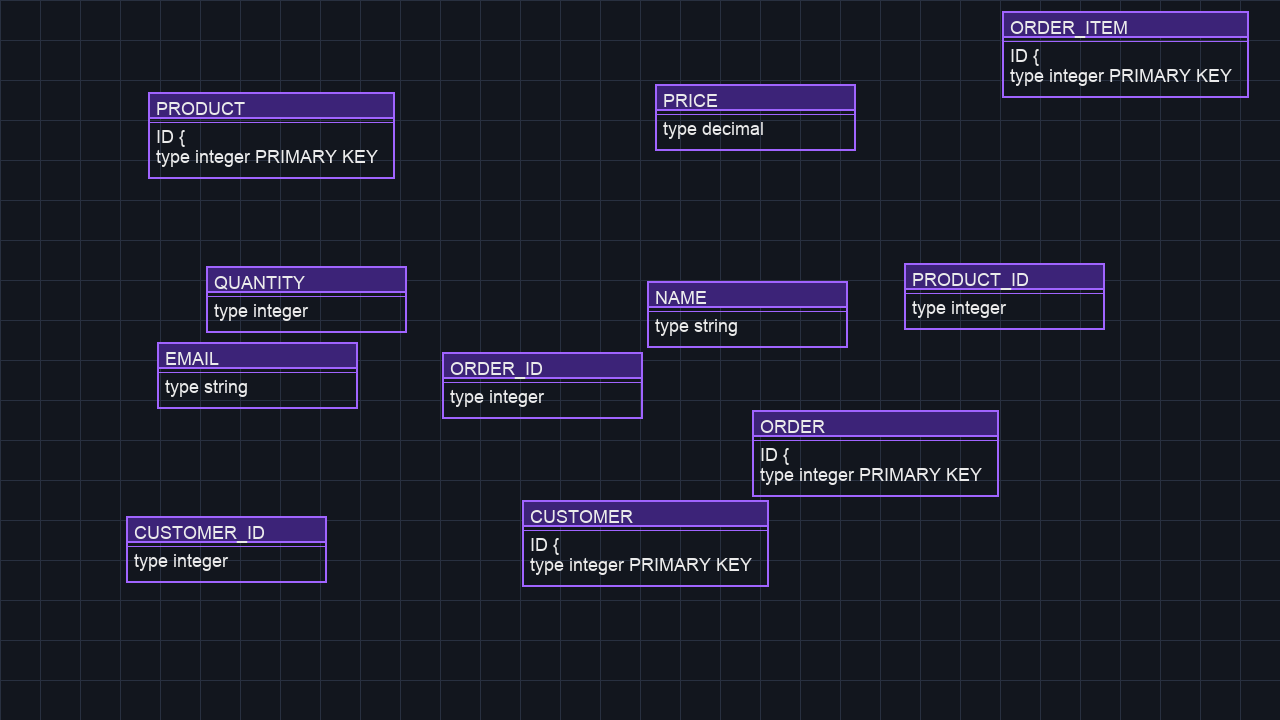 ORDER_ITEM
ID {
type integer PRIMARY KEY
PRICE
type decimal
PRODUCT
ID {
type integer PRIMARY KEY
PRODUCT_ID
type integer
QUANTITY
type integer
NAME
type string
EMAIL
type string
ORDER_ID
type integer
ORDER
ID {
type integer PRIMARY KEY
CUSTOMER
ID {
type integer PRIMARY KEY
CUSTOMER_ID
type integer